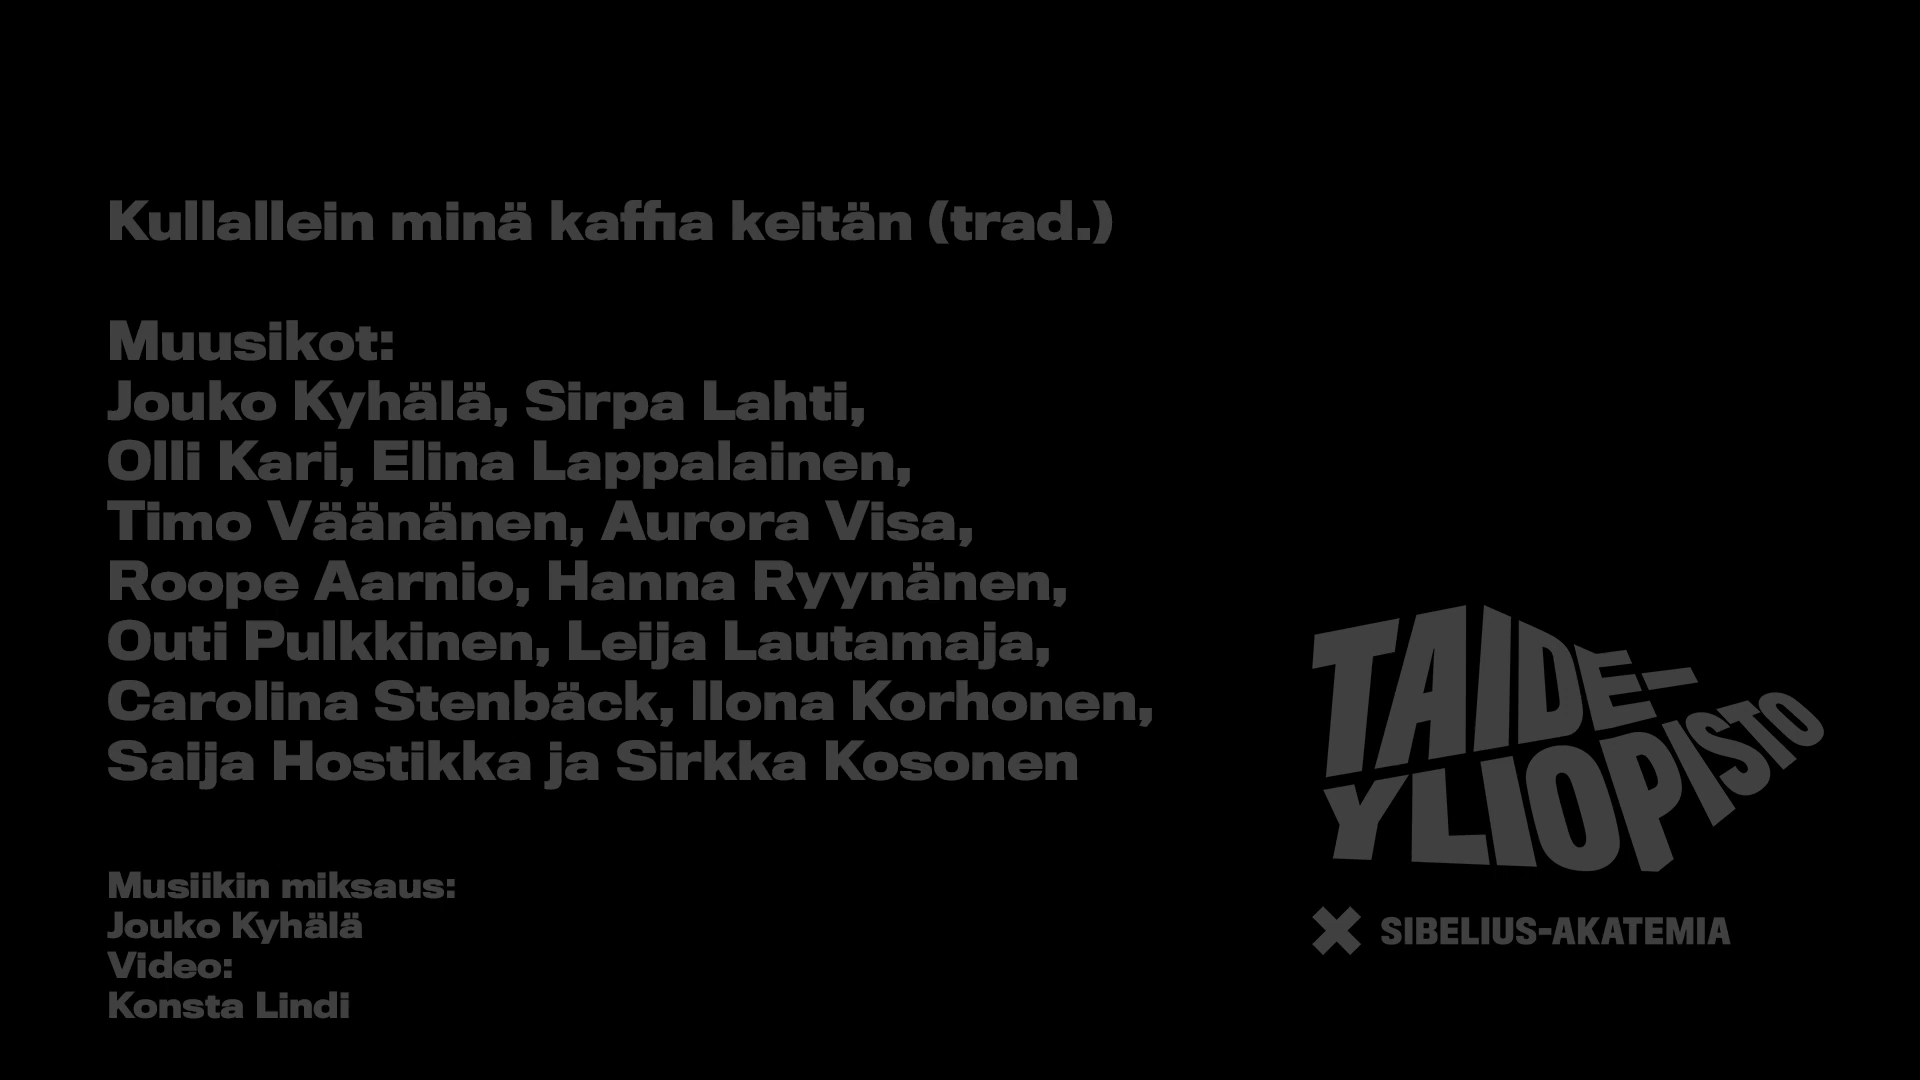 Kullallein minä kaffia keitän (trad.)
Muusikot:
Jouko Kyhälä, Sirpa Lahti,
Olli Kari, Elina Lappalainen,
Timo Väänänen, Aurora Visa,
Roope Aarnio, Hanna Ryynänen,
Outi Pulkkinen, Leija Lautamaja,
Carolina Stenbäck, Ilona Korhonen,
Saija Hostikka ja Sirkka Kosonen
Musiikin miksaus:
Jouko Kyhälä
Video:
Konsta Lindi
TAIDE-
YLIOPISTO
SIBELIUS-AKATEMIA